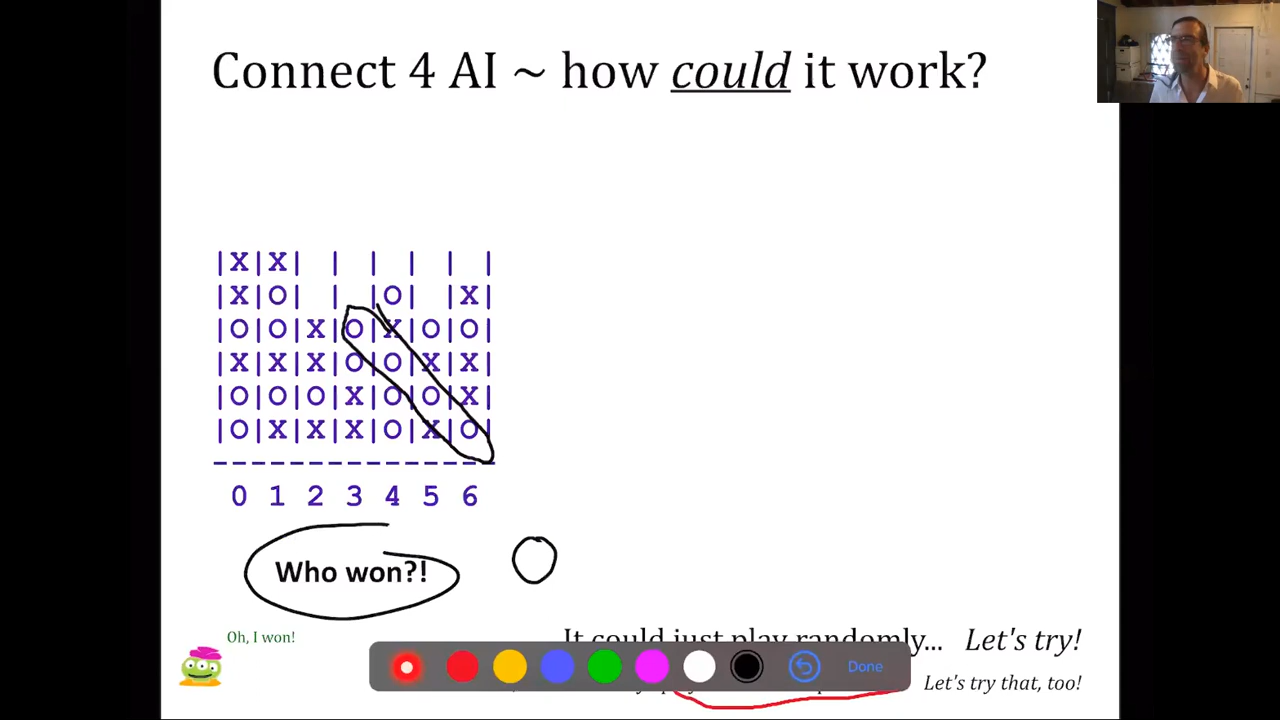 Connect 4 AI ~ how could it work?
|X|X| | | | | |
|X|O| | |O| |X|
|O|O|X|O|X|O|O|
|X|X|X|O|O|X|X|
|O|O|O|X|O|O|X|
|O|X|X|X|O|X|O|
---------------
0 1 2 3 4 5 6
Who won?!
O
Oh, I won!
It could just play randomly... Let's try!
Done
Let's try that, too!